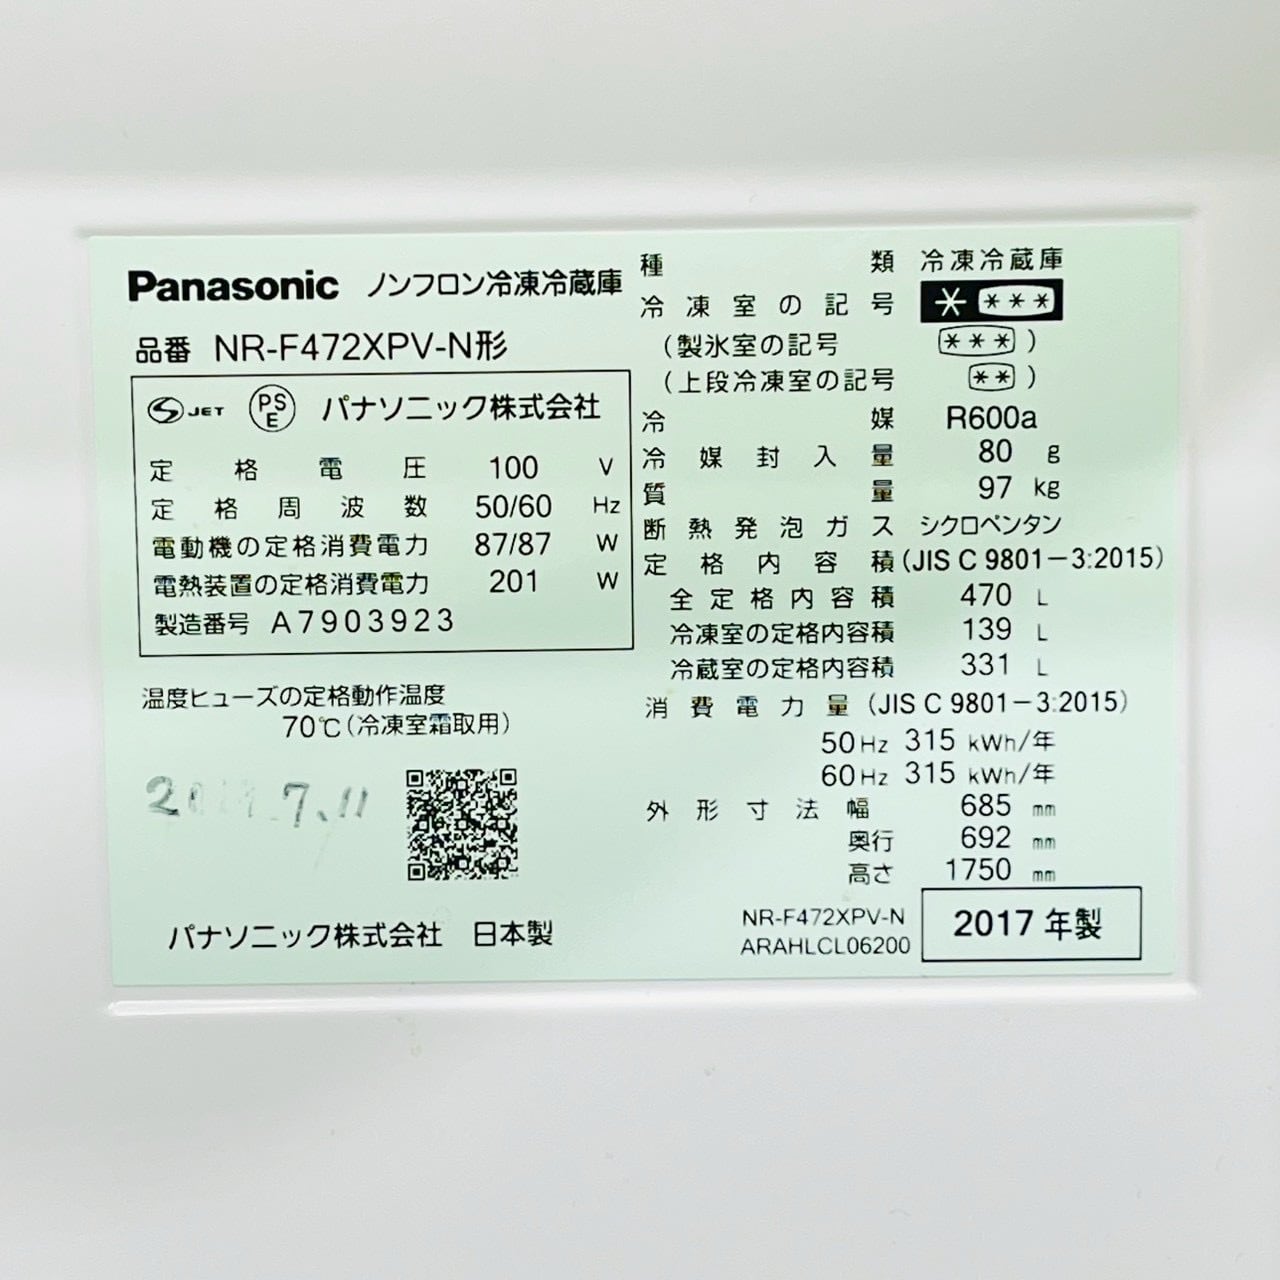 Panasonic ノンフロン冷凍冷蔵庫
品番 NR-F472XPV-N形
S JET PSE パナソニック株式会社
定格電圧 100 V
定格周波数 50/60 Hz
電動機の定格消費電力 87/87 W
電熱装置の定格消費電力 201 W
製造番号 A7903923
温度ヒューズの定格動作温度
70℃(冷凍室霜取用)
7.11
パナソニック株式会社 日本製
種類 冷凍冷蔵庫
冷凍室の記号 * ***
(製氷室の記号 ***)
(上段冷凍室の記号 **)
冷媒 R600a
冷媒封入量 80 g
質量 97 kg
断熱発泡ガス シクロペンタン
定格内容積(JIS C 9801-3:2015)
全定格内容積 470 L
冷凍室の定格内容積 139 L
冷蔵室の定格内容積 331 L
消費電力量(JIS C 9801-3:2015)
50Hz 315 kWh/年
60Hz 315 kWh/年
外形寸法幅 685 mm
奥行 692 mm
高さ 1750 mm
NR-F472XPV-N
ARAHLCL06200
2017年製